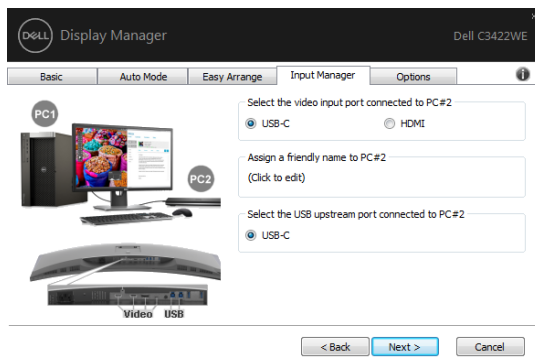 DELL Display Manager
Dell C3422WE
Basic Auto Mode Easy Arrange Input Manager Options
PC1
PC2
Video USB
Select the video input port connected to PC#2
USB-C HDMI
Assign a friendly name to PC#2
(Click to edit)
Select the USB upstream port connected to PC#2
USB-C
< Back Next > Cancel